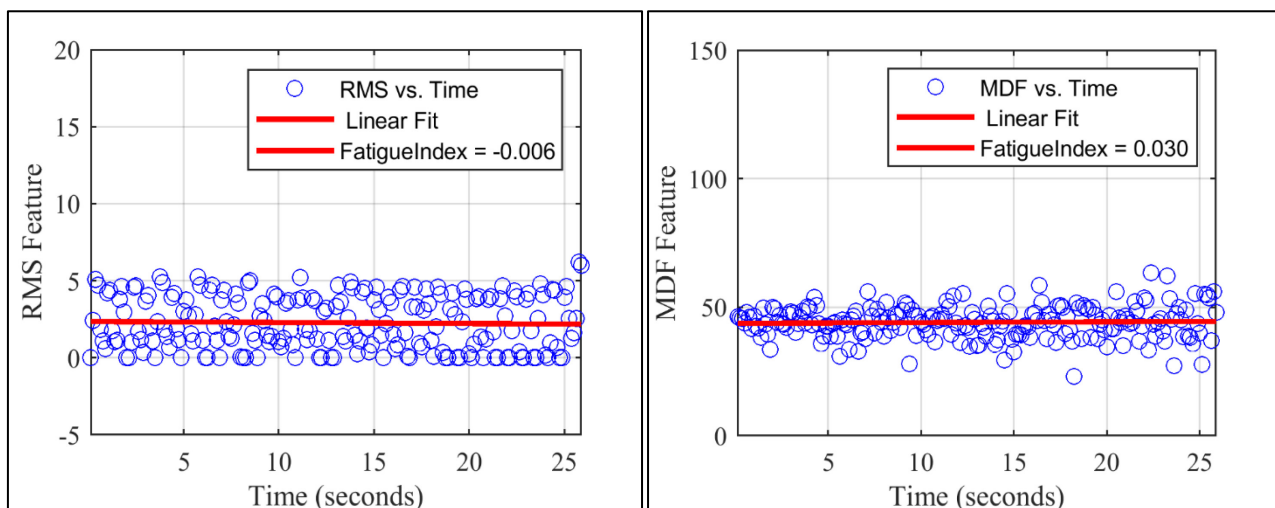 20
15
10
5
0
-5
RMS Feature
RMS vs. Time
Linear Fit
FatigueIndex = -0.006
5
10
15
20
25
Time (seconds)
150
100
50
0
MDF Feature
MDF vs. Time
Linear Fit
FatigueIndex = 0.030
5
10
15
20
25
Time (seconds)